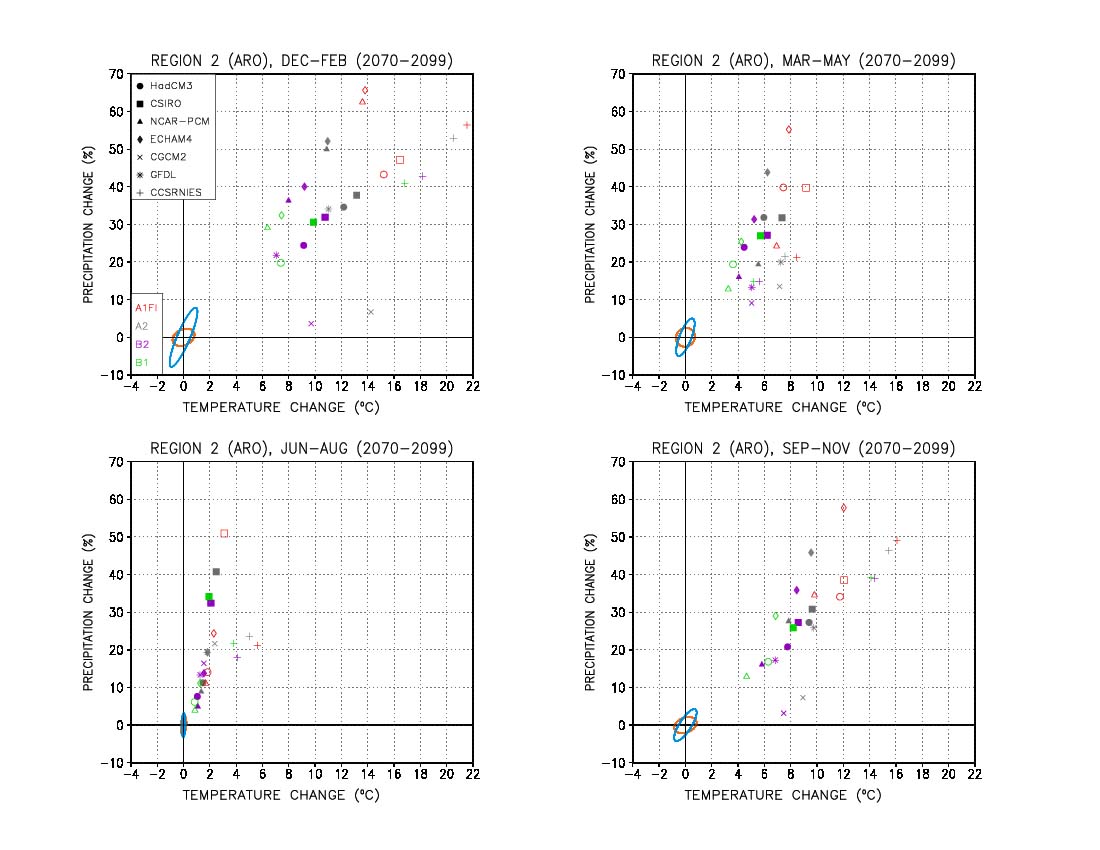 REGION 2 (ARO), DEC-FEB (2070-2099)
70
60
50
40
30
20
10
0
-10
PRECIPITATION CHANGE (%)
HadCM3
CSIRO
NCAR-PCM
ECHAM4
CGCM2
GFDL
CCSRNIES
A1FI
A2
B2
B1
-4 -2 0 2 4 6 8 10 12 14 16 18 20 22
TEMPERATURE CHANGE (ºC)
REGION 2 (ARO), MAR-MAY (2070-2099)
70
60
50
40
30
20
10
0
-10
PRECIPITATION CHANGE (%)
-4 -2 0 2 4 6 8 10 12 14 16 18 20 22
TEMPERATURE CHANGE (ºC)
REGION 2 (ARO), JUN-AUG (2070-2099)
70
60
50
40
30
20
10
0
-10
PRECIPITATION CHANGE (%)
-4 -2 0 2 4 6 8 10 12 14 16 18 20 22
TEMPERATURE CHANGE (ºC)
REGION 2 (ARO), SEP-NOV (2070-2099)
70
60
50
40
30
20
10
0
-10
PRECIPITATION CHANGE (%)
-4 -2 0 2 4 6 8 10 12 14 16 18 20 22
TEMPERATURE CHANGE (ºC)